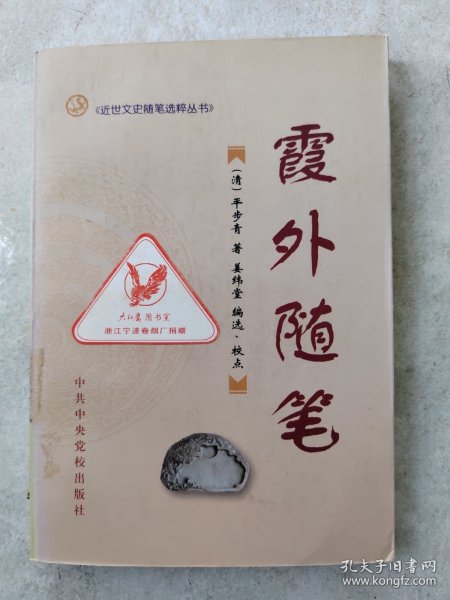 《近世文史随笔选粹丛书》
霞外随笔
(清)平步青 著 姜纬堂 编选·校点
大红鹰图书室
浙江宁波卷烟厂捐赠
中共中央党校出版社
孔夫子旧书网
www.kongfz.com